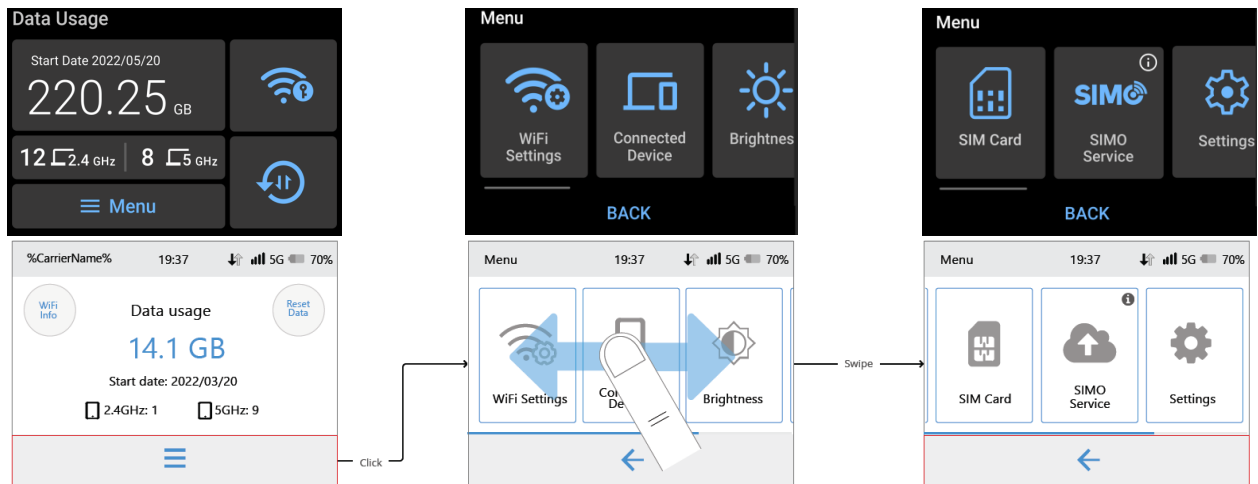 Data Usage
Start Date 2022/05/20
220.25 GB
12 2.4 GHz 8 5 GHz
Menu
Menu
WiFi
Settings
Connected
Device
Brightnes
BACK
Menu
SIM Card
SIMO
SIMO
Service
Settings
BACK
%CarrierName% 19:37 5G 70%
WiFi
Info
Data usage
Reset
Data
14.1 GB
Start date: 2022/03/20
2.4GHz: 1 5GHz: 9
Click
Menu 19:37 5G 70%
WiFi Settings
Co
De
Brightness
Swipe
Menu 19:37 5G 70%
SIM Card
SIMO
Service
Settings